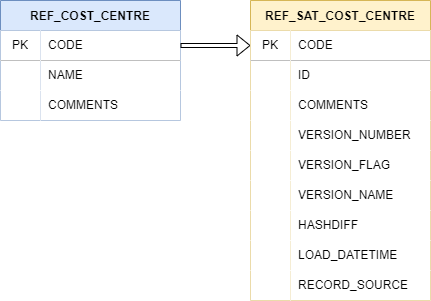 REF_COST_CENTRE
PK CODE
NAME
COMMENTS
REF_SAT_COST_CENTRE
PK CODE
ID
COMMENTS
VERSION_NUMBER
VERSION_FLAG
VERSION_NAME
HASHDIFF
LOAD_DATETIME
RECORD_SOURCE